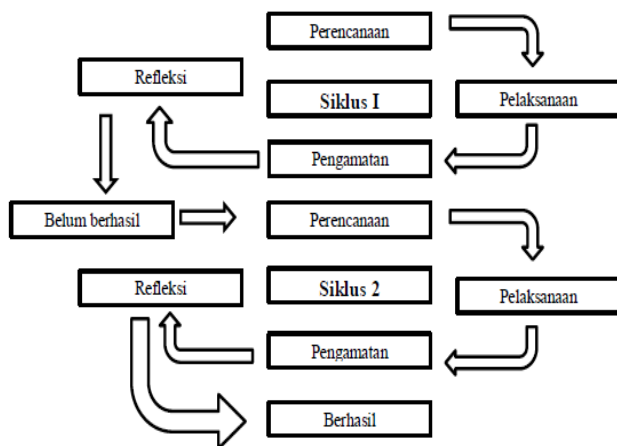 Perencanaan
Refleksi
Siklus I
Pelaksanaan
Pengamatan
Belum berhasil
Perencanaan
Refleksi
Siklus 2
Pelaksanaan
Pengamatan
Berhasil